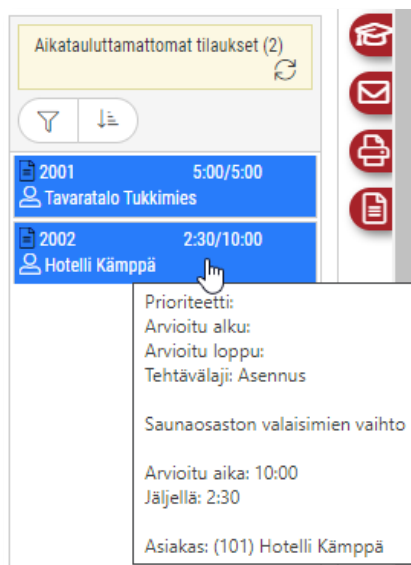 Aikatauluttamattomat tilaukset (2)
2001 5:00/5:00
Tavaratalo Tukkimies
2002 2:30/10:00
Hotelli Kämppä
Prioriteetti:
Arvioitu alku:
Arvioitu loppu:
Tehtävälaji: Asennus
Saunaosaston valaisimien vaihto
Arvioitu aika: 10:00
Jäljellä: 2:30
Asiakas: (101) Hotelli Kämppä